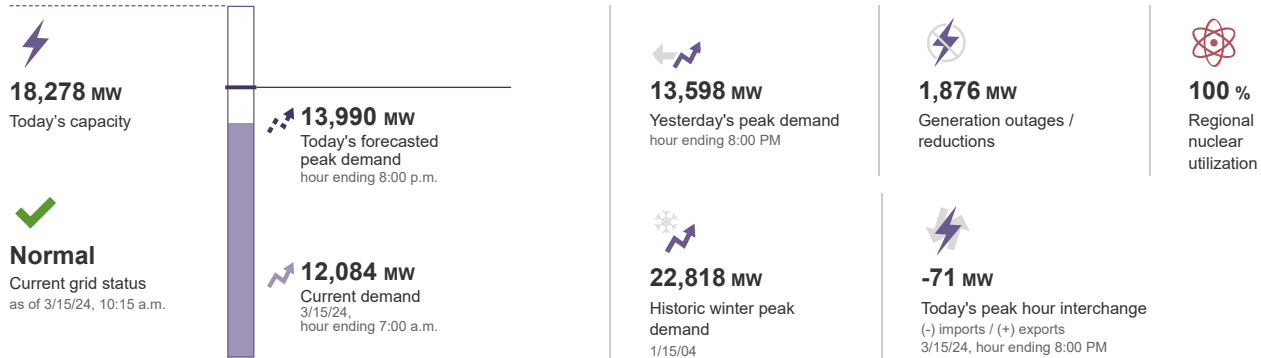 18,278 MW
Today's capacity
Normal
Current grid status
as of 3/15/24, 10:15 a.m.
13,990 MW
Today's forecasted
peak demand
hour ending 8:00 p.m.
12,084 MW
Current demand
3/15/24,
hour ending 7:00 a.m.
13,598 MW
Yesterday's peak demand
hour ending 8:00 PM
1,876 MW
Generation outages /
reductions
100 %
Regional
nuclear
utilization
22,818 MW
Historic winter peak
demand
1/15/04
-71 MW
Today's peak hour interchange
(-) imports / (+) exports
3/15/24, hour ending 8:00 PM